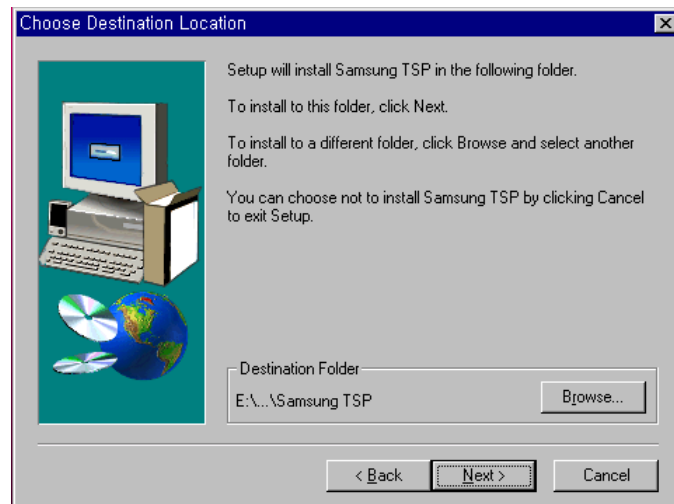 Choose Destination Location
Setup will install Samsung TSP in the following folder.
To install to this folder, click Next.
To install to a different folder, click Browse and select another
folder.
You can choose not to install Samsung TSP by clicking Cancel
to exit Setup.
Destination Folder
E:\...\Samsung TSP
Browse...
< Back
Next >
Cancel